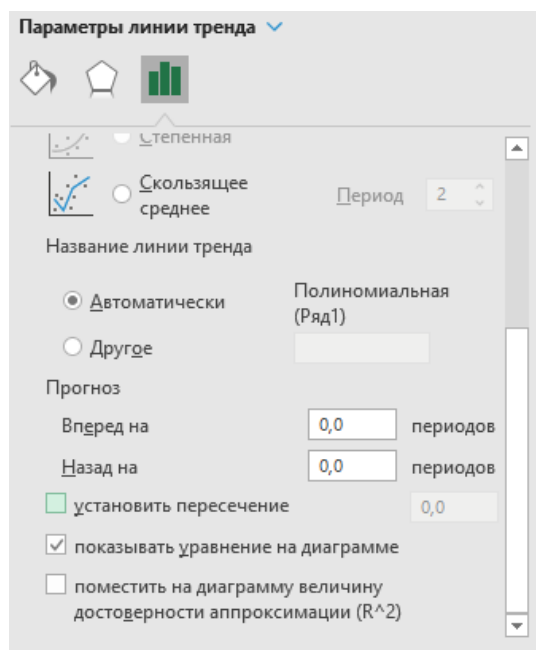 Параметры линии тренда
Степенная
Скользящее
среднее
Период 2
Название линии тренда
Автоматически
Полиномиальная
(Ряд1)
Другое
Прогноз
Вперед на 0,0 периодов
Назад на 0,0 периодов
установить пересечение 0,0
показывать уравнение на диаграмме
поместить на диаграмму величину
достоверности аппроксимации (R^2)